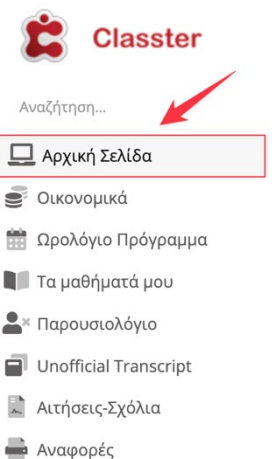 Classter
Αναζήτηση...
Αρχική Σελίδα
Οικονομικά
Ωρολόγιο Πρόγραμμα
Τα μαθήματά μου
Παρουσιολόγιο
Unofficial Transcript
Αιτήσεις-Σχόλια
Αναφορές